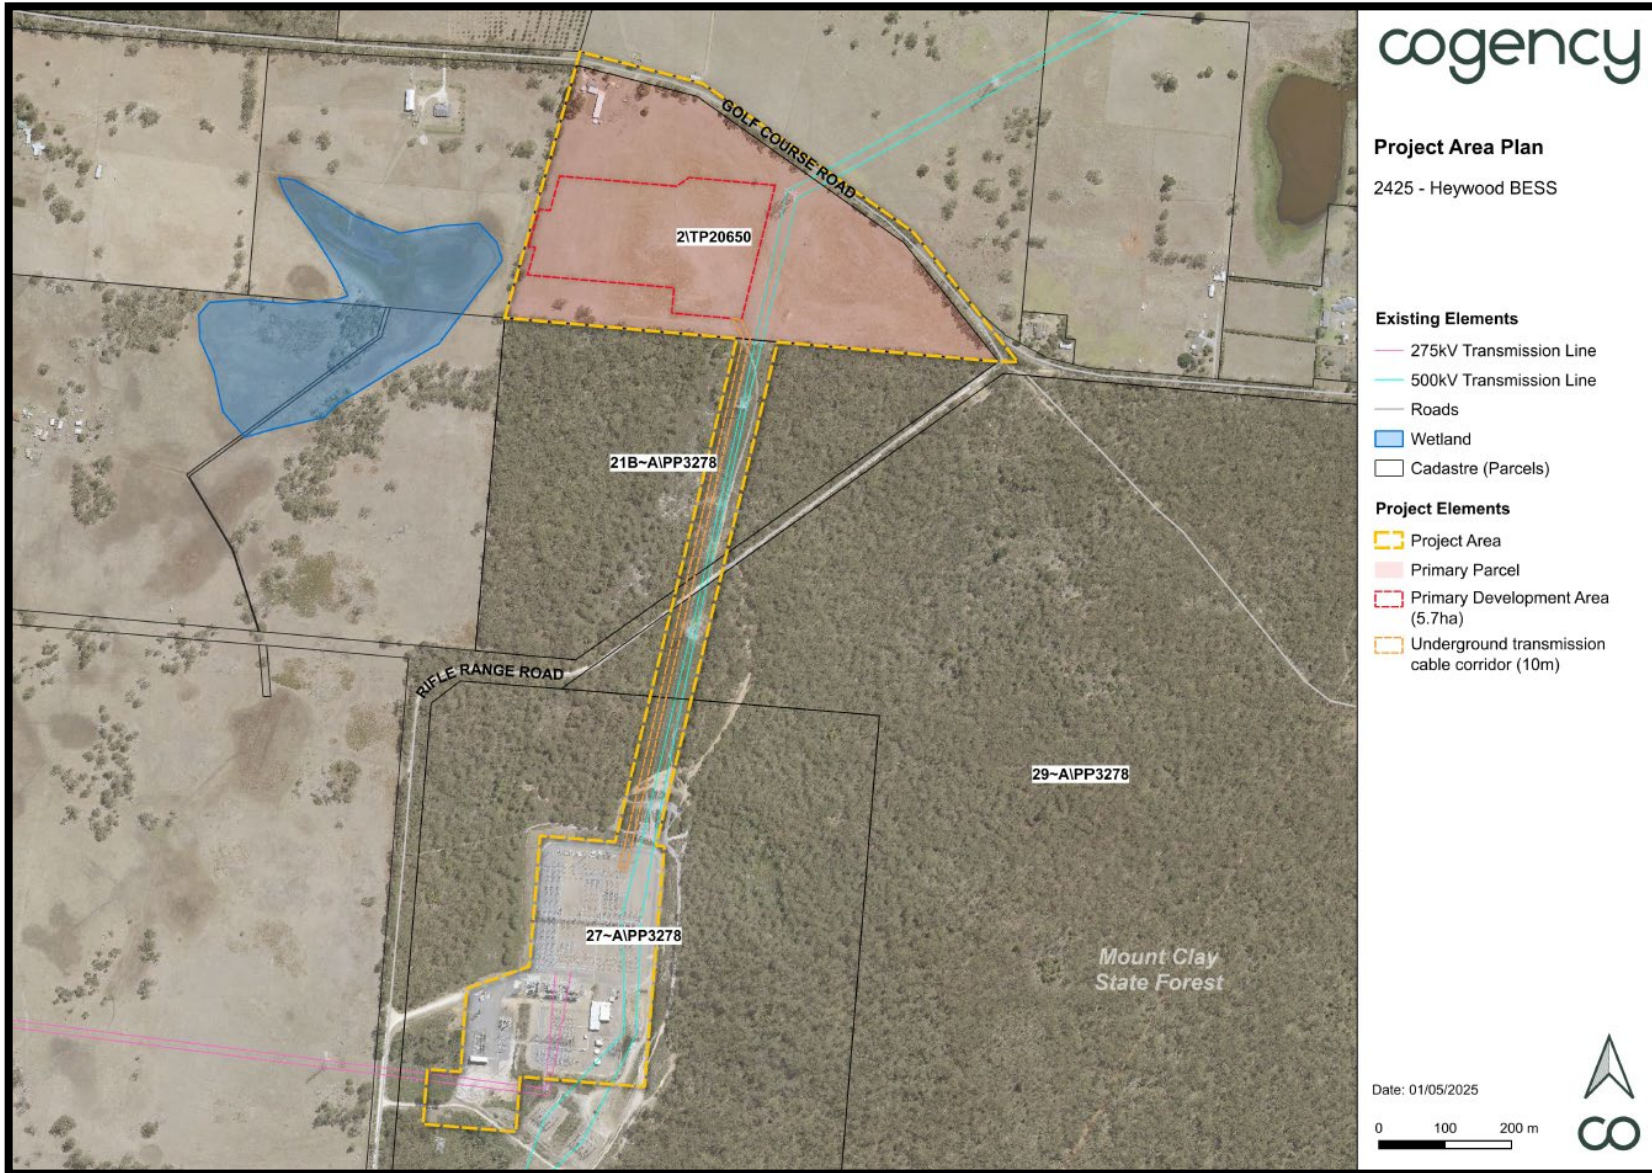 cogency
Project Area Plan
2425 - Heywood BESS
Existing Elements
275kV Transmission Line
500kV Transmission Line
Roads
Wetland
Cadastre (Parcels)
Project Elements
Project Area
Primary Parcel
Primary Development Area
(5.7ha)
Underground transmission
cable corridor (10m)
Date: 01/05/2025
0 100 200 m
CO
GOLF COURSE ROAD
2\TP20650
21B~A\PP3278
RIFLE RANGE ROAD
29~A\PP3278
27~A\PP3278
Mount Clay
State Forest